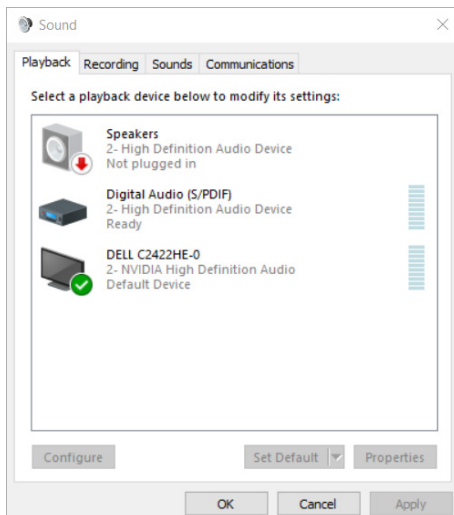 Sound
Playback Recording Sounds Communications
Select a playback device below to modify its settings:
Speakers
2- High Definition Audio Device
Not plugged in
Digital Audio (S/PDIF)
2- High Definition Audio Device
Ready
DELL C2422HE-0
2- NVIDIA High Definition Audio
Default Device
Configure Set Default Properties
OK Cancel Apply